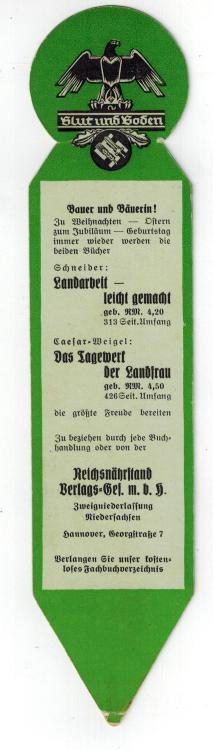 Blut und Boden
Bauer und Bäuerin!
Zu Weihnachten — Ostern
zum Jubiläum — Geburtstag
immer wieder werden die
beiden Bücher
Schneider:
Landarbeit —
leicht gemacht
geb. RM. 4,20
313 Seit. Umfang
Caesar-Weigel:
Das Tagewerk
der Landfrau
geb. RM. 4,50
426 Seit. Umfang
die größte Freude bereiten
Zu beziehen durch jede Buch-
handlung oder von der
Reichsnährstand
Verlags-Ges. m. b. H.
Zweigniederlassung
Niedersachsen
Hannover, Georgstraße 7
Verlangen Sie unser kosten-
loses Fachbuchverzeichnis